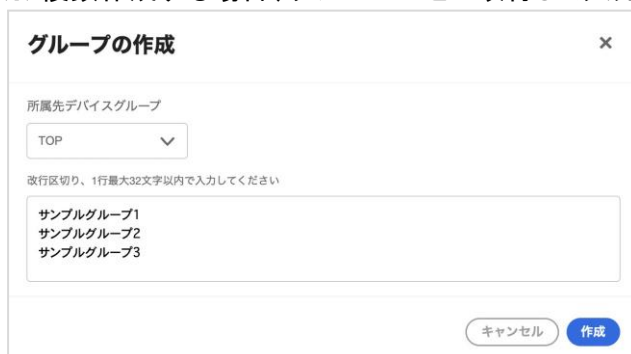 グループの作成
×
所属先デバイスグループ
TOP
改行区切り、1行最大32文字以内で入力してください
サンプルグループ1
サンプルグループ2
サンプルグループ3
キャンセル 作成